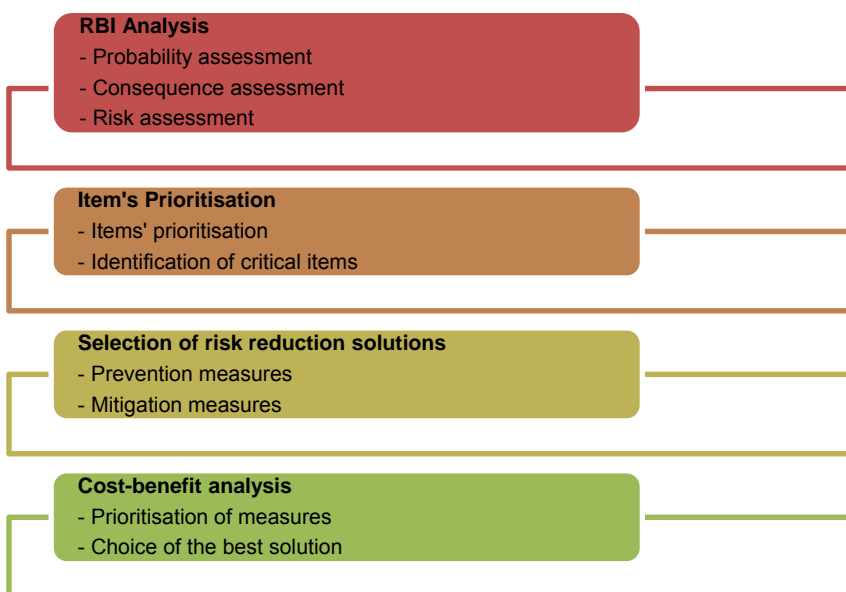 RBI Analysis
- Probability assessment
- Consequence assessment
- Risk assessment
Item's Prioritisation
- Items' prioritisation
- Identification of critical items
Selection of risk reduction solutions
- Prevention measures
- Mitigation measures
Cost-benefit analysis
- Prioritisation of measures
- Choice of the best solution